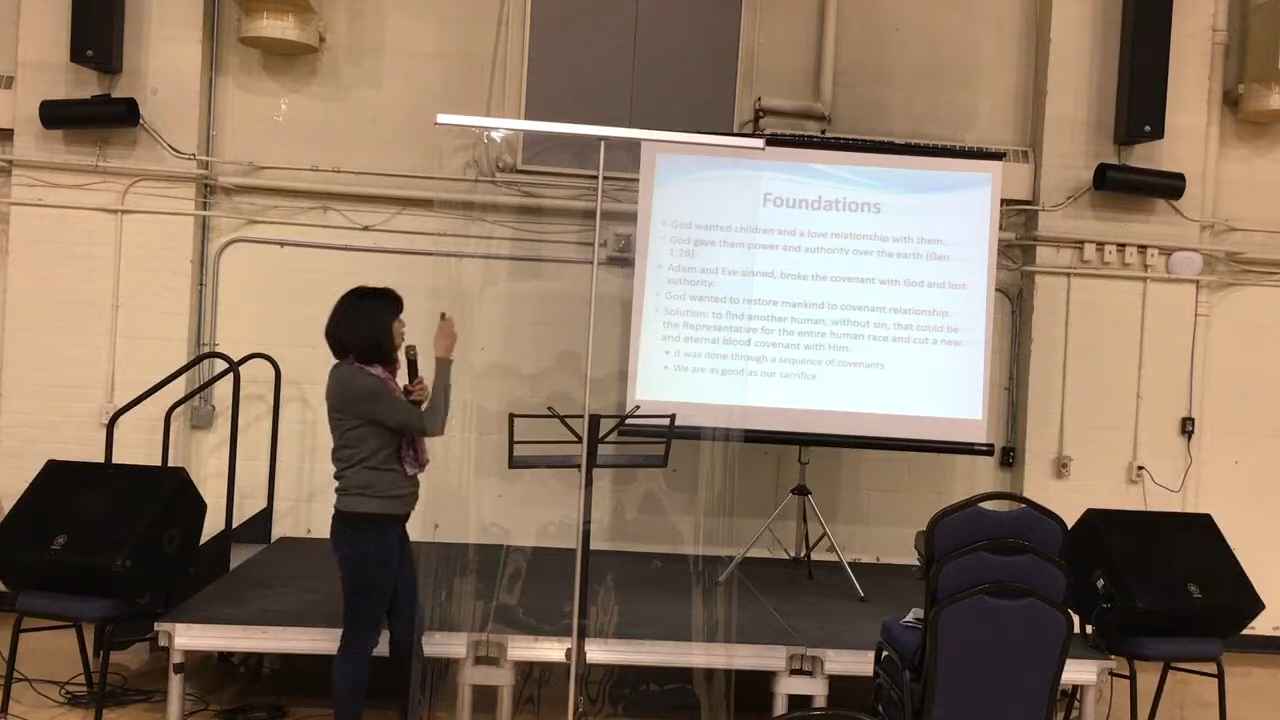 Foundations
God wanted children and a love relationship with them.
God gave them power and authority over the earth (Gen
1:26).
Adam and Eve sinned, broke the covenant with God and lost
authority.
God wanted to restore mankind to covenant relationship.
Solution: to find another human, without sin, that could be
the Representative for the entire human race and cut a new
and eternal blood covenant with Him.
It was done through a sequence of covenants
We are as good as our sacrifice